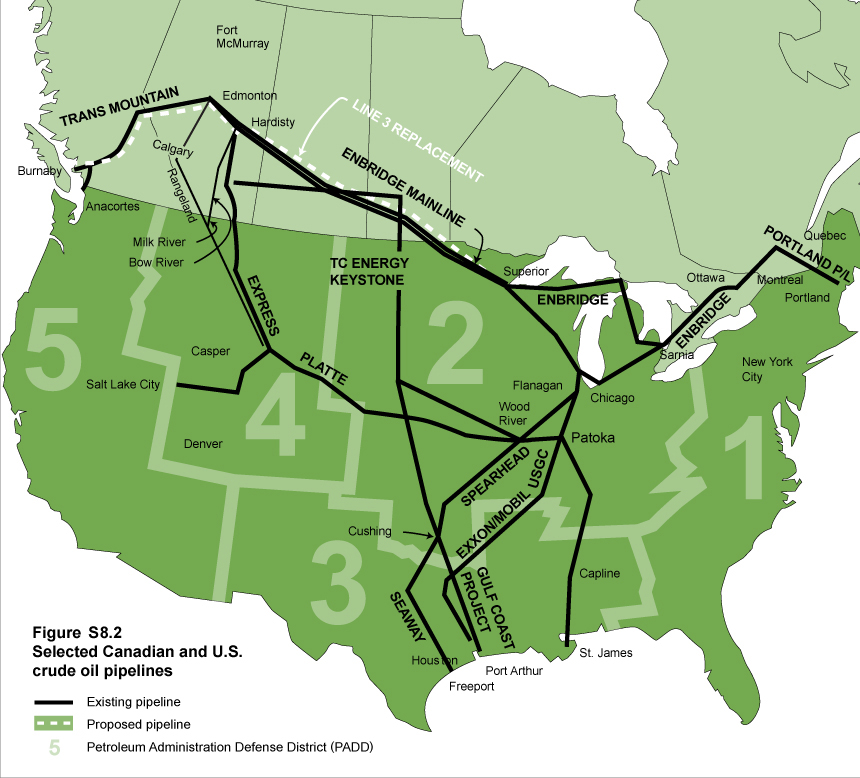 Fort
McMurray
TRANS MOUNTAIN
Edmonton
Hardisty
LINE 3 REPLACEMENT
Calgary
Burnaby
Rangeland
ENBRIDGE MAINLINE
Anacortes
Milk River
Bow River
TC ENERGY
KEYSTONE
Superior
ENBRIDGE
Quebec
PORTLAND P/L
Ottawa
Montreal
Portland
ENBRIDGE
Sarnia
EXPRESS
5
2
Casper
Salt Lake City
PLATTE
Flanagan
Chicago
New York
City
Wood
River
4
Denver
Patoka
1
SPEARHEAD
EXXON/MOBIL USGC
Cushing
3
GULF COAST
PROJECT
SEAWAY
Capline
Houston
Port Arthur
St. James
Freeport
Figure S8.2
Selected Canadian and U.S.
crude oil pipelines
Existing pipeline
Proposed pipeline
5 Petroleum Administration Defense District (PADD)